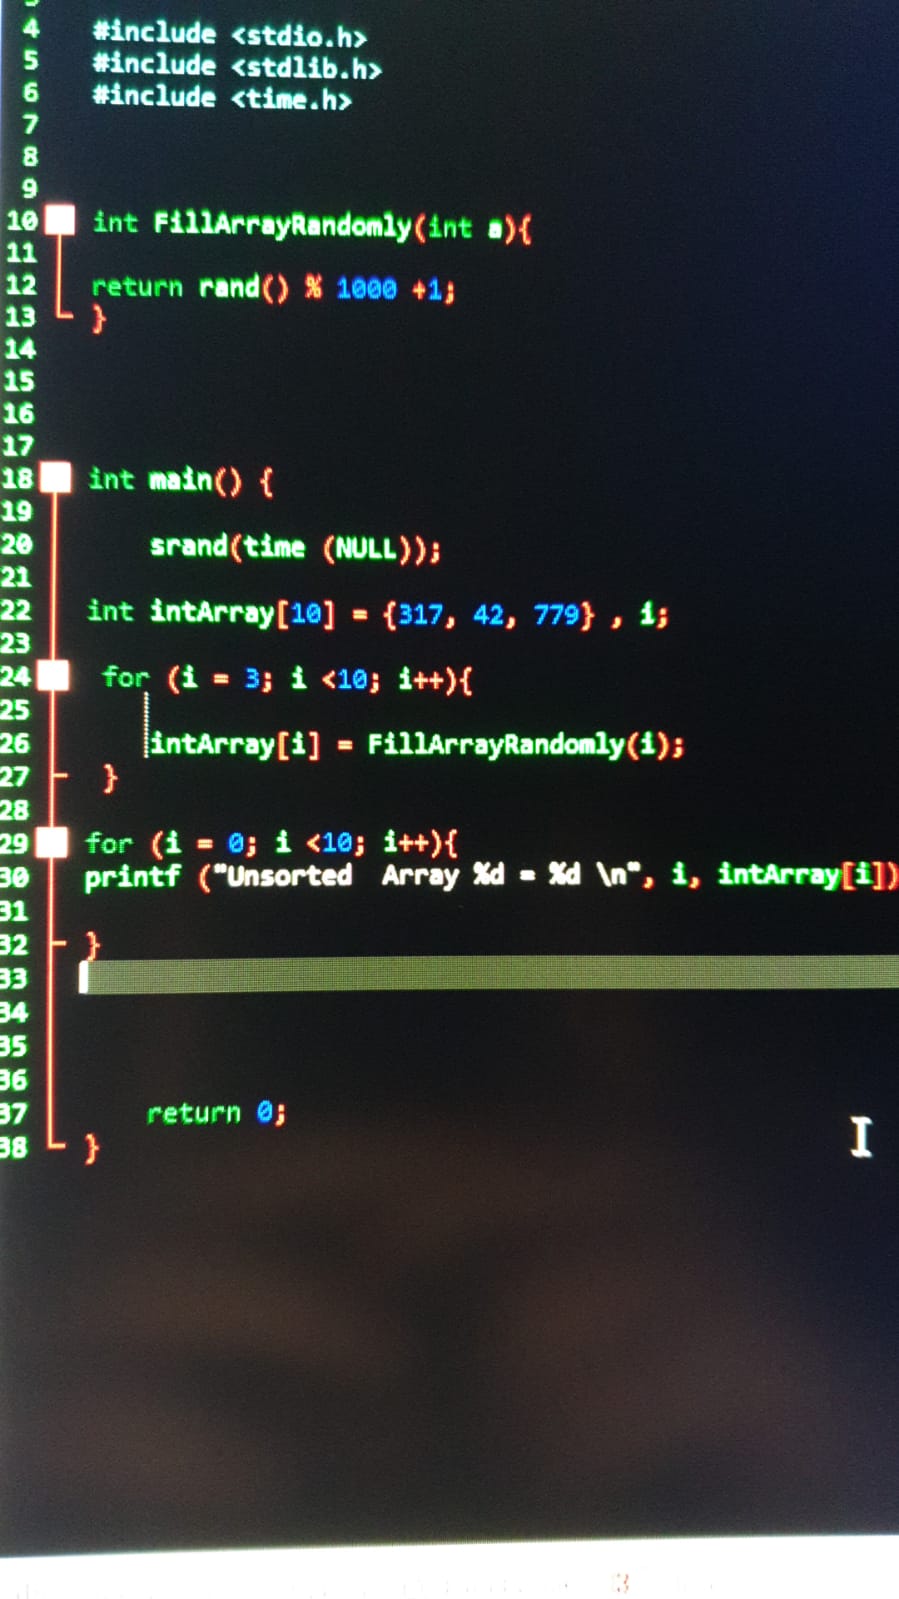 4 #include <stdio.h>
5 #include <stdlib.h>
6 #include <time.h>
7
8
9
10 int FillArrayRandomly(int a){
11
12 return rand() % 1000 +1;
13 }
14
15
16
17
18 int main() {
19
20 srand(time (NULL));
21
22 int intArray[10] = {317, 42, 779} , i;
23
24 for (i = 3; i <10; i++){
25
26 intArray[i] = FillArrayRandomly(i);
27 }
28
29 for (i = 0; i <10; i++){
30 printf ("Unsorted  Array %d = %d \n", i, intArray[i])
31
32 }
33
34
35
36
37 return 0;
38 }